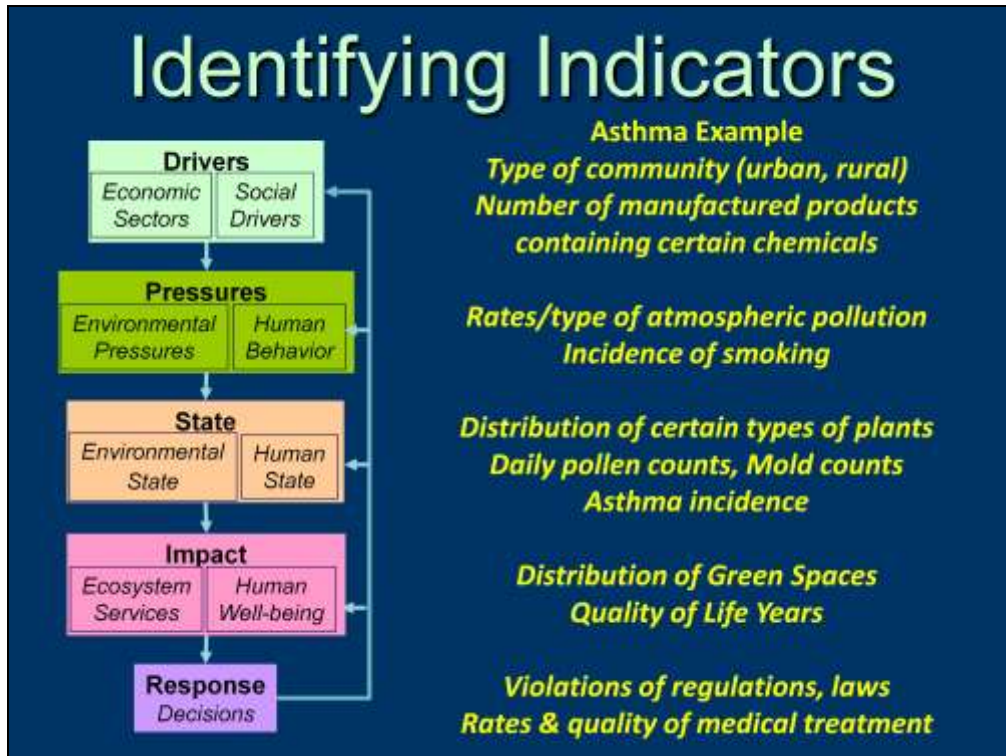 Identifying Indicators
Drivers
Economic
Sectors
Social
Drivers
Pressures
Environmental
Pressures
Human
Behavior
State
Environmental
State
Human
State
Impact
Ecosystem
Services
Human
Well-being
Response
Decisions
Asthma Example
Type of community (urban, rural)
Number of manufactured products
containing certain chemicals
Rates/type of atmospheric pollution
Incidence of smoking
Distribution of certain types of plants
Daily pollen counts, Mold counts
Asthma incidence
Distribution of Green Spaces
Quality of Life Years
Violations of regulations, laws
Rates & quality of medical treatment